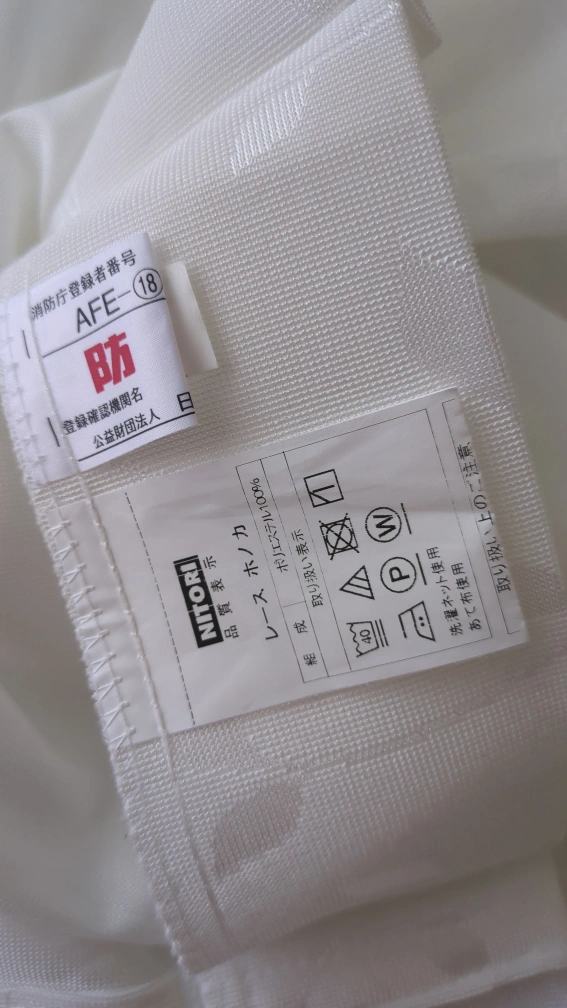 消防庁登録者番号
AFE-⑱
防
登録確認機関名
公益財団法人 日
NITORI
品質表示
レース ホノカ
組成 ポリエステル100%
取り扱い表示
40
P W
洗濯ネット使用
あて布使用
取り扱い上のご注意